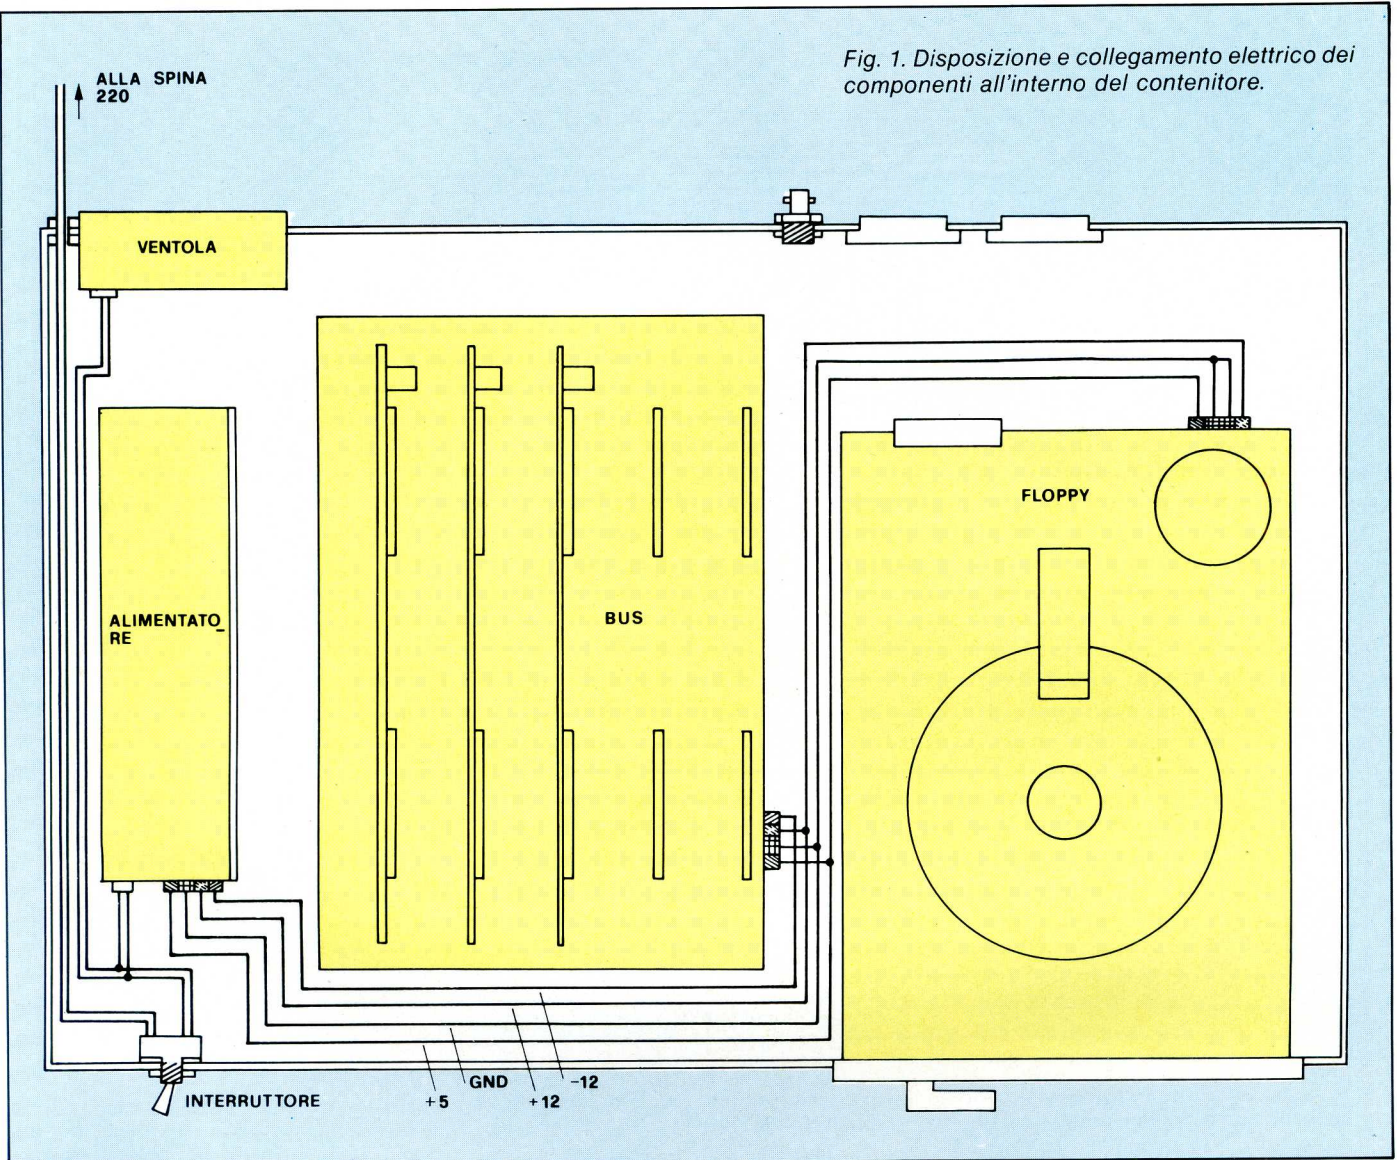 Fig. 1. Disposizione e collegamento elettrico dei
componenti all'interno del contenitore.
ALLA SPINA
220
VENTOLA
FLOPPY
ALIMENTATO_
RE
BUS
-12
GND
+12
+5
INTERRUTTORE